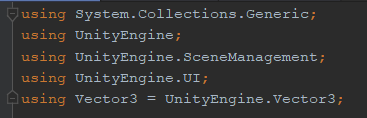 using System.Collections.Generic;
using UnityEngine;
using UnityEngine.SceneManagement;
using UnityEngine.UI;
using Vector3 = UnityEngine.Vector3;